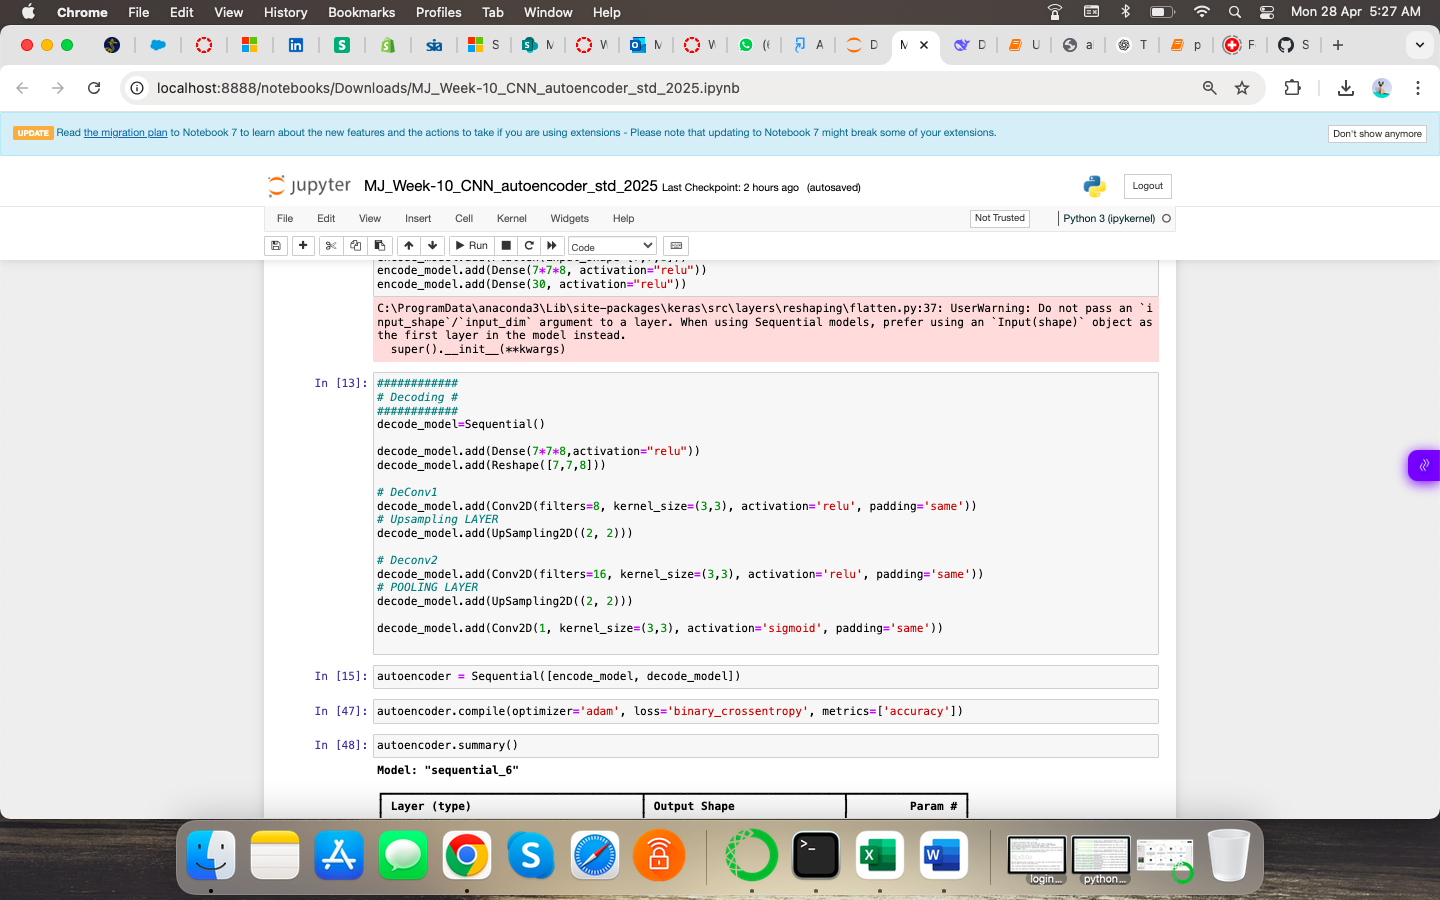 Chrome File Edit View History Bookmarks Profiles Tab Window Help Mon 28 Apr 5:27 AM
S M W M W (( A D M D U a T p F S
localhost:8888/notebooks/Downloads/MJ_Week-10_CNN_autoencoder_std_2025.ipynb
UPDATE Read the migration plan to Notebook 7 to learn about the new features and the actions to take if you are using extensions - Please note that updating to Notebook 7 might break some of your extensions. Don't show anymore
jupyter MJ_Week-10_CNN_autoencoder_std_2025 Last Checkpoint: 2 hours ago (autosaved) Logout
File Edit View Insert Cell Kernel Widgets Help Not Trusted Python 3 (ipykernel)
Run Code
encode_model.add(Dense(7*7*8, activation="relu"))
encode_model.add(Dense(30, activation="relu"))
C:\ProgramData\anaconda3\Lib\site-packages\keras\src\layers\reshaping\flatten.py:37: UserWarning: Do not pass an `i
nput_shape`/`input_dim` argument to a layer. When using Sequential models, prefer using an `Input(shape)` object as
the first layer in the model instead.
super().__init__(**kwargs)
In [13]: ############
# Decoding #
############
decode_model=Sequential()
decode_model.add(Dense(7*7*8,activation="relu"))
decode_model.add(Reshape([7,7,8]))
# DeConv1
decode_model.add(Conv2D(filters=8, kernel_size=(3,3), activation='relu', padding='same'))
# Upsampling LAYER
decode_model.add(UpSampling2D((2, 2)))
# Deconv2
decode_model.add(Conv2D(filters=16, kernel_size=(3,3), activation='relu', padding='same'))
# POOLING LAYER
decode_model.add(UpSampling2D((2, 2)))
decode_model.add(Conv2D(1, kernel_size=(3,3), activation='sigmoid', padding='same'))
In [15]: autoencoder = Sequential([encode_model, decode_model])
In [47]: autoencoder.compile(optimizer='adam', loss='binary_crossentropy', metrics=['accuracy'])
In [48]: autoencoder.summary()
Model: "sequential_6"
Layer (type) Output Shape Param #
login... python...